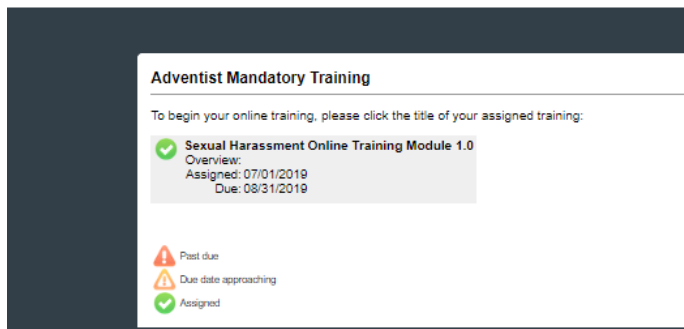 Adventist Mandatory Training
To begin your online training, please click the title of your assigned training:
Sexual Harassment Online Training Module 1.0
Overview:
Assigned: 07/01/2019
Due: 08/31/2019
Past due
Due date approaching
Assigned